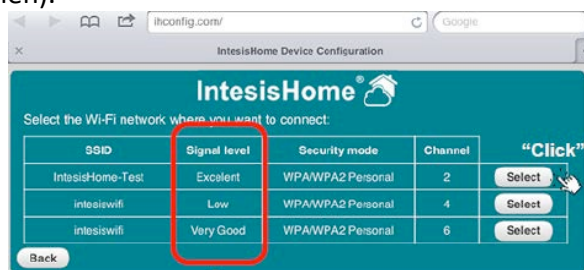 nen).
ihconfig.com/
Google
IntesisHome Device Configuration
IntesisHome®
Select the Wi-Fi network where you want to connect:
SSID Signal level Security mode Channel "Click"
IntesisHome-Test Excelent WPA/WPA2 Personal 2 Select
intesiswifi Low WPA/WPA2 Personal 4 Select
intesiswifi Very Good WPA/WPA2 Personal 6 Select
Back